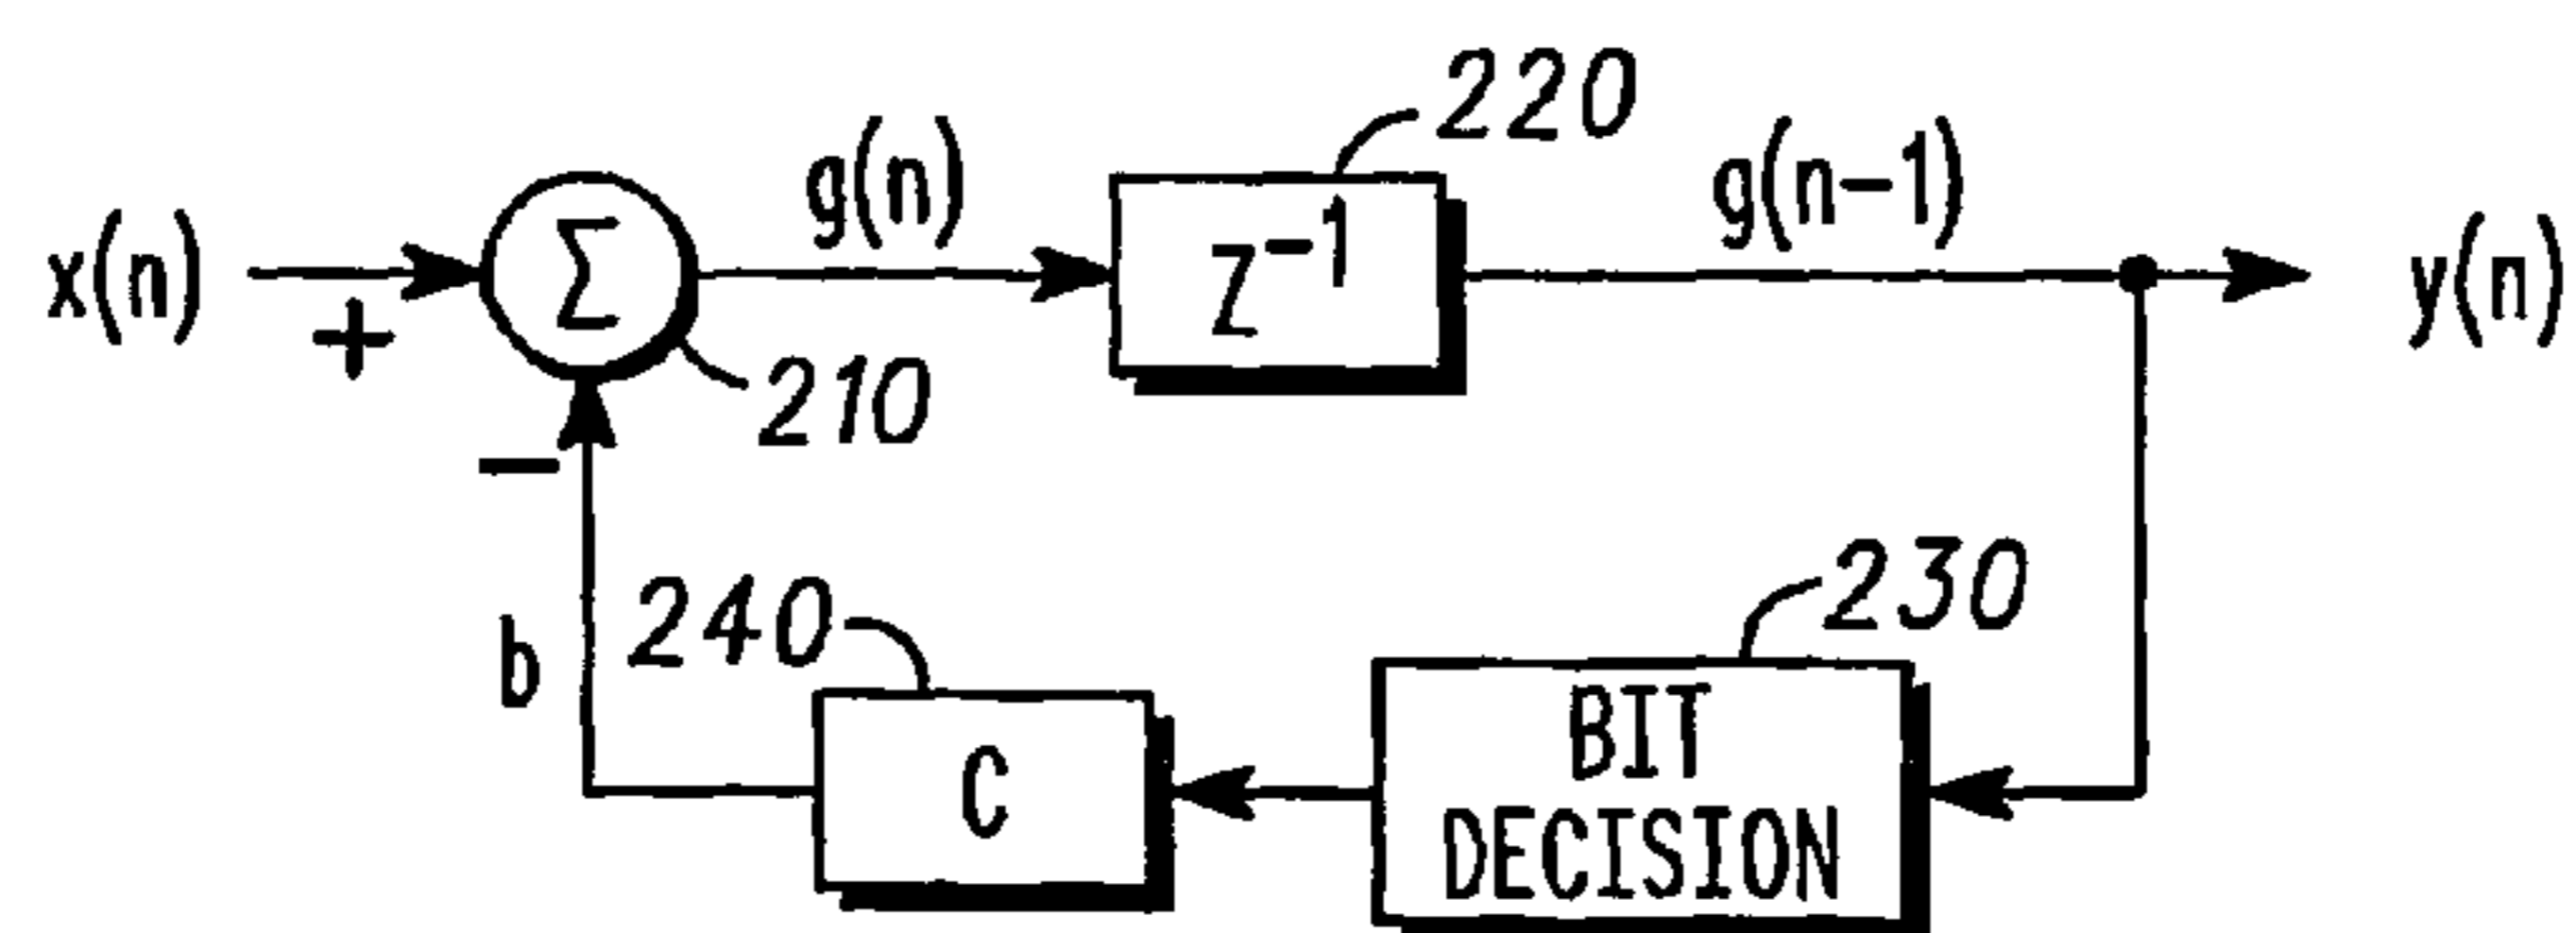 220
g(n)
g(n-1)
x(n)
Σ
Z⁻¹
y(n)
+
210
−
230
240
b
BIT
C
DECISION